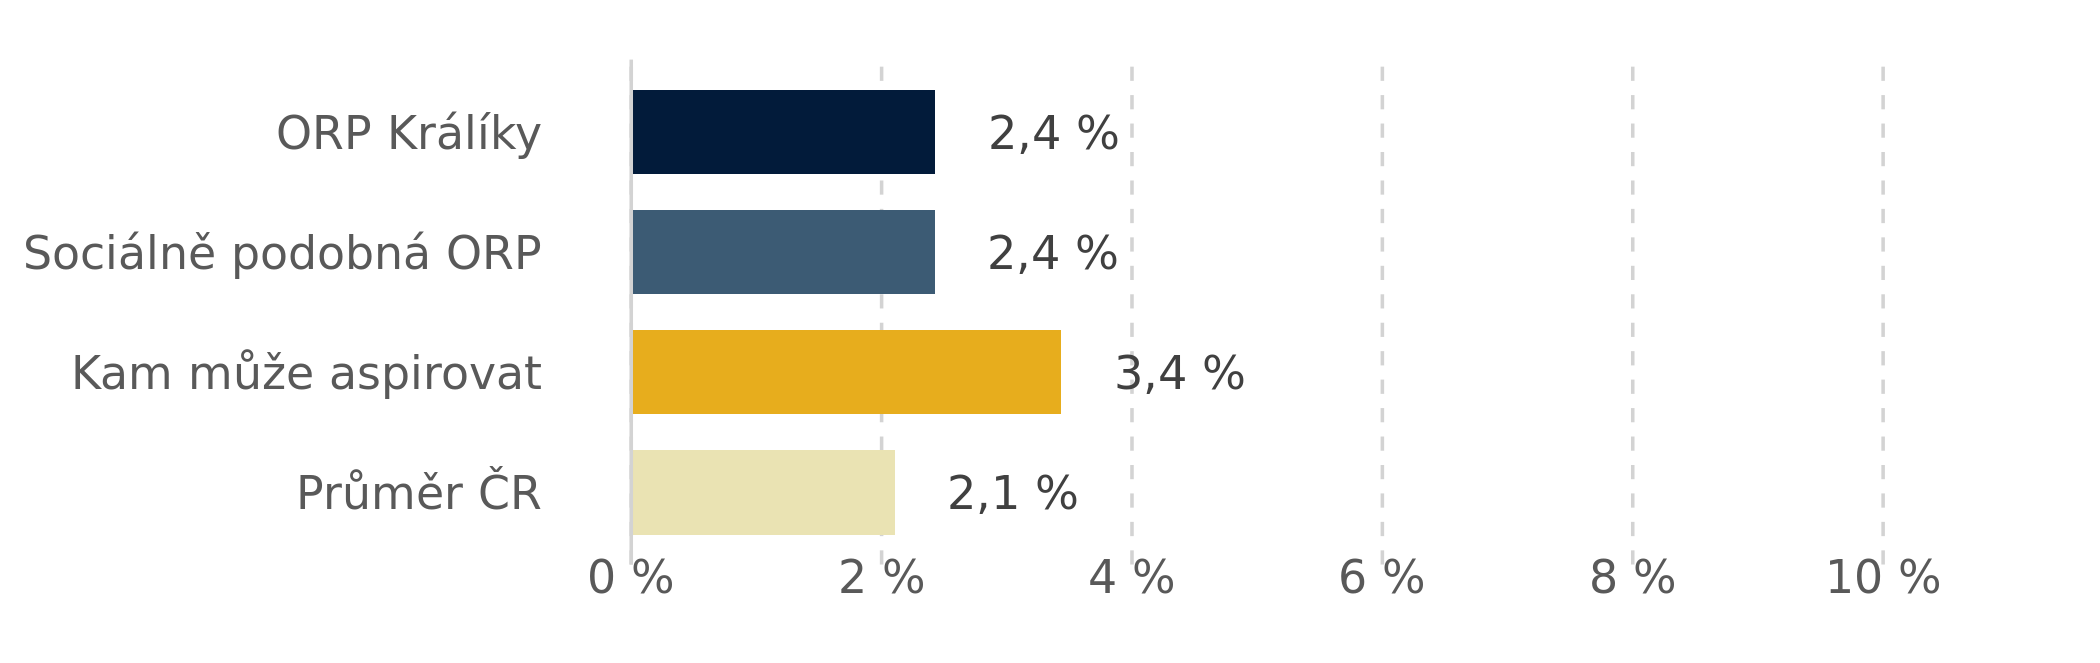 ORP Králíky 2,4 %
Sociálně podobná ORP 2,4 %
Kam může aspirovat 3,4 %
Průměr ČR 2,1 %
0 % 2 % 4 % 6 % 8 % 10 %